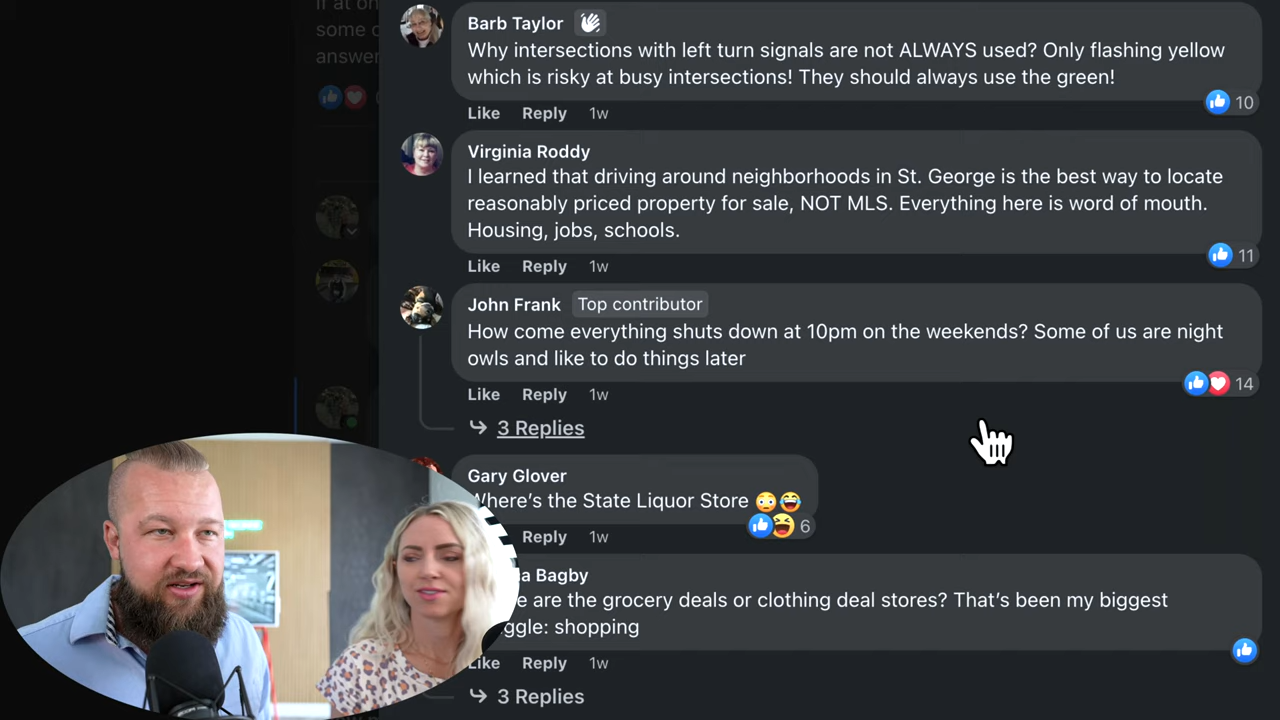 If at on
some c
answer
Barb Taylor
Why intersections with left turn signals are not ALWAYS used? Only flashing yellow
which is risky at busy intersections! They should always use the green!
10
Like Reply 1w
Virginia Roddy
I learned that driving around neighborhoods in St. George is the best way to locate
reasonably priced property for sale, NOT MLS. Everything here is word of mouth.
Housing, jobs, schools.
11
Like Reply 1w
John Frank Top contributor
How come everything shuts down at 10pm on the weekends? Some of us are night
owls and like to do things later
14
Like Reply 1w
3 Replies
Gary Glover
Where's the State Liquor Store 😳😂
6
Reply 1w
a Bagby
e are the grocery deals or clothing deal stores? That's been my biggest
ggle: shopping
Like Reply 1w
3 Replies